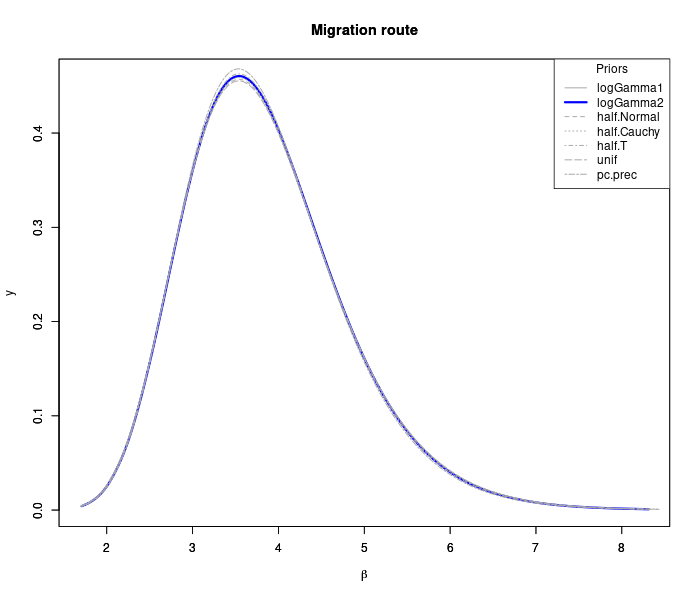 Migration route
Priors
logGamma1
logGamma2
half.Normal
half.Cauchy
half.T
unif
pc.prec
y
0.4
0.3
0.2
0.1
0.0
2 3 4 5 6 7 8
β